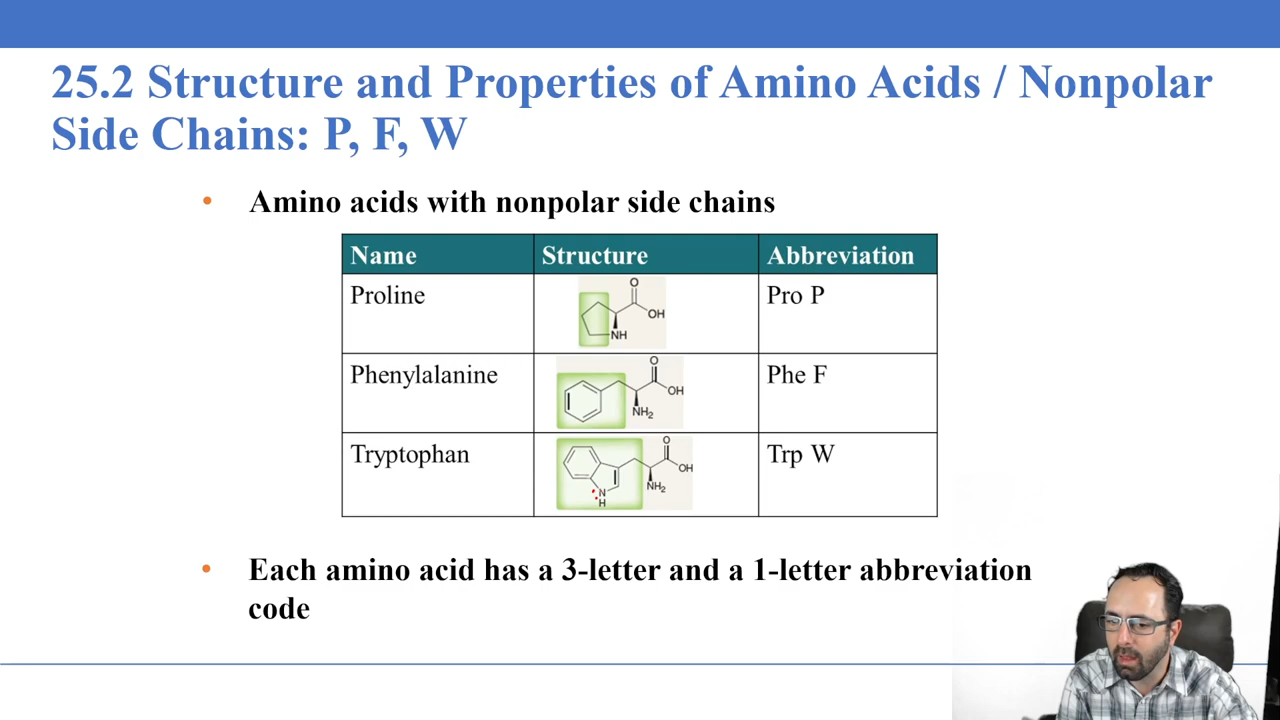 25.2 Structure and Properties of Amino Acids / Nonpolar
Side Chains: P, F, W
• Amino acids with nonpolar side chains
Name Structure Abbreviation
Proline Pro P
O
OH
NH
Phenylalanine Phe F
O
OH
NH2
Tryptophan Trp W
O
OH
NH2
N
H
• Each amino acid has a 3-letter and a 1-letter abbreviation
code